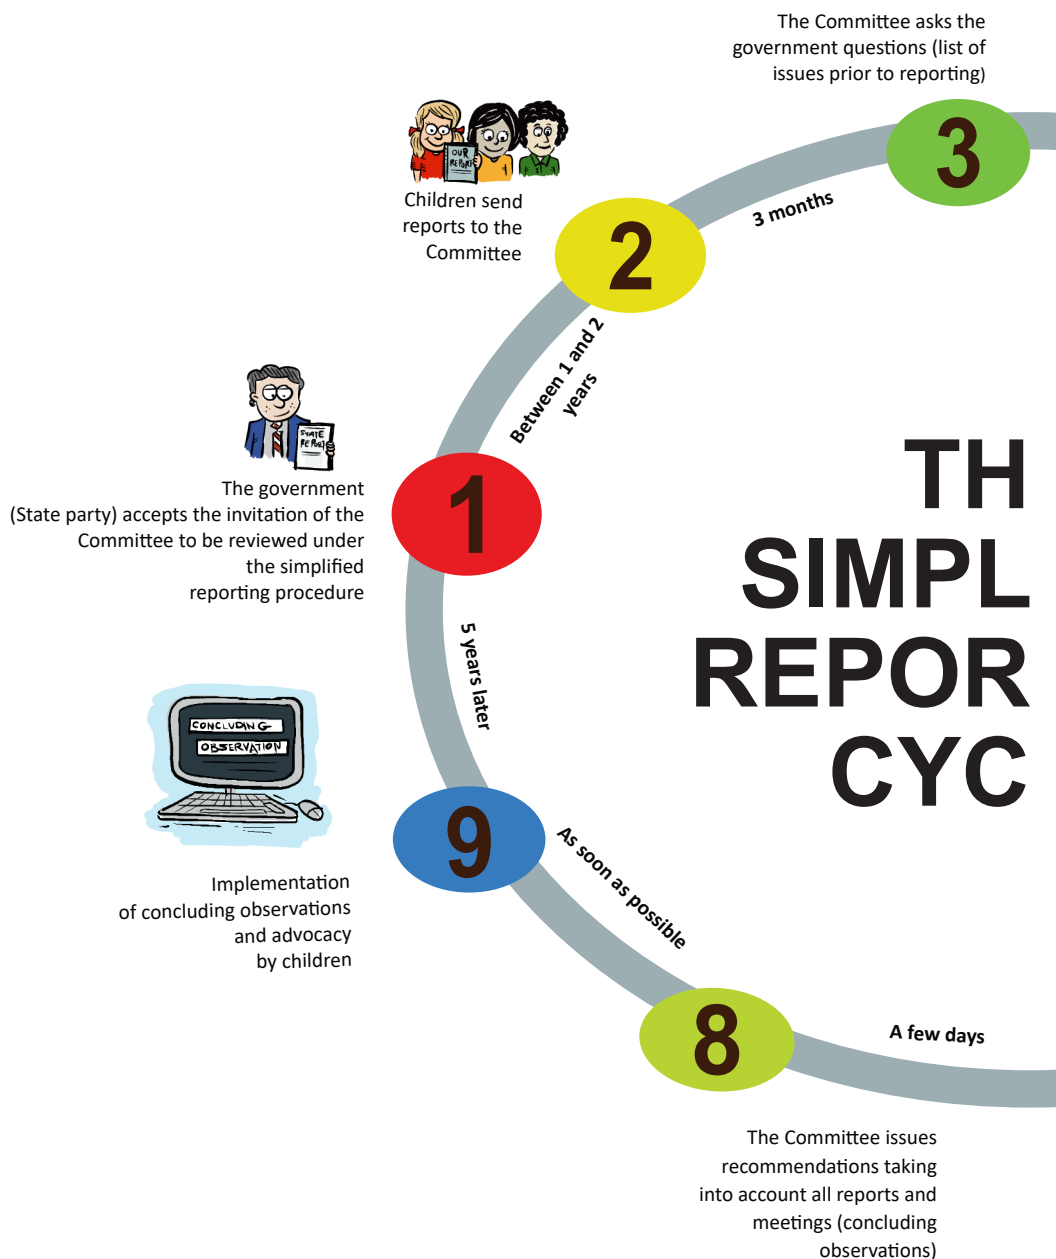 The Committee asks the
government questions (list of
issues prior to reporting)
3
3 months
OUR
REPORT
Children send
reports to the
Committee
2
Between 1 and 2
years
STATE
REPORT
The government
(State party) accepts the invitation of the
Committee to be reviewed under
the simplified
reporting procedure
1
TH
SIMPL
REPOR
CYC
5 years later
CONCLUDING
OBSERVATION
9
Implementation
of concluding observations
and advocacy
by children
As soon as possible
8
A few days
The Committee issues
recommendations taking
into account all reports and
meetings (concluding
observations)